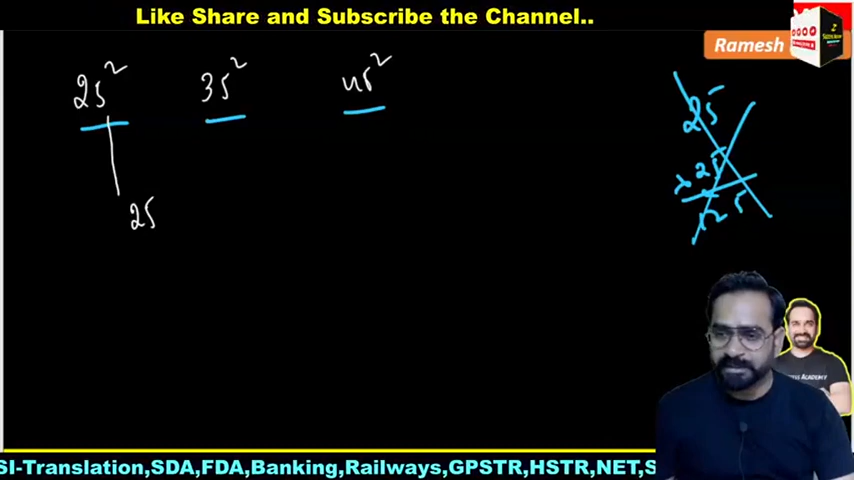 Like Share and Subscribe the Channel..
Ramesh
25² 35² 45²
25
25
x 25
125
SI-Translation,SDA,FDA,Banking,Railways,GPSTR,HSTR,NET,S